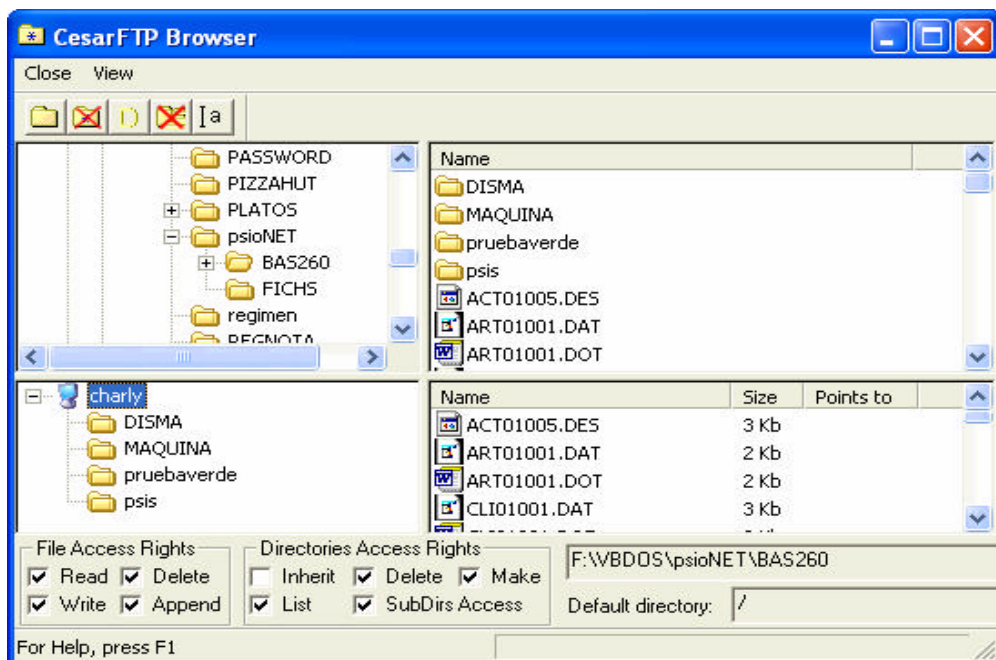 CesarFTP Browser
Close View
PASSWORD
PIZZAHUT
PLATOS
psioNET
BAS260
FICHS
regimen
REGNOTA
Name
DISMA
MAQUINA
pruebaverde
psis
ACT01005.DES
ART01001.DAT
ART01001.DOT
charly
DISMA
MAQUINA
pruebaverde
psis
Name Size Points to
ACT01005.DES 3 Kb
ART01001.DAT 2 Kb
ART01001.DOT 2 Kb
CLI01001.DAT 3 Kb
File Access Rights
Read Delete
Write Append
Directories Access Rights
Inherit Delete Make
List SubDirs Access
F:\VBDOS\psioNET\BAS260
Default directory: /
For Help, press F1